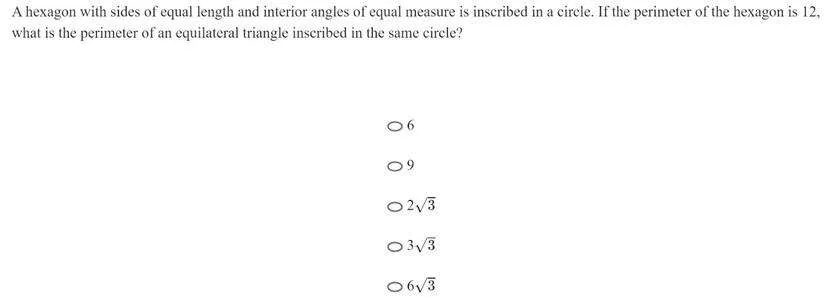 A hexagon with sides of equal length and interior angles of equal measure is inscribed in a circle. If the perimeter of the hexagon is 12,
what is the perimeter of an equilateral triangle inscribed in the same circle?
6
9
2√3
3√3
6√3